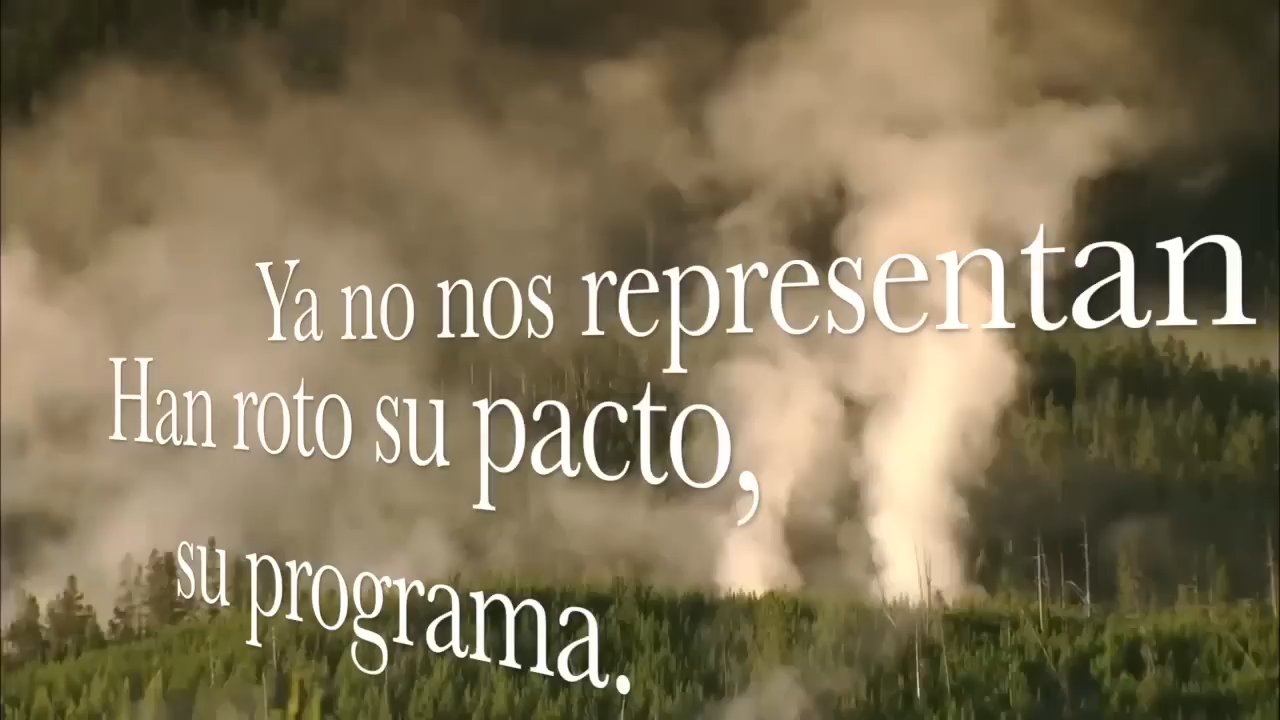 Ya no nos representan
Han roto su pacto,
su programa.